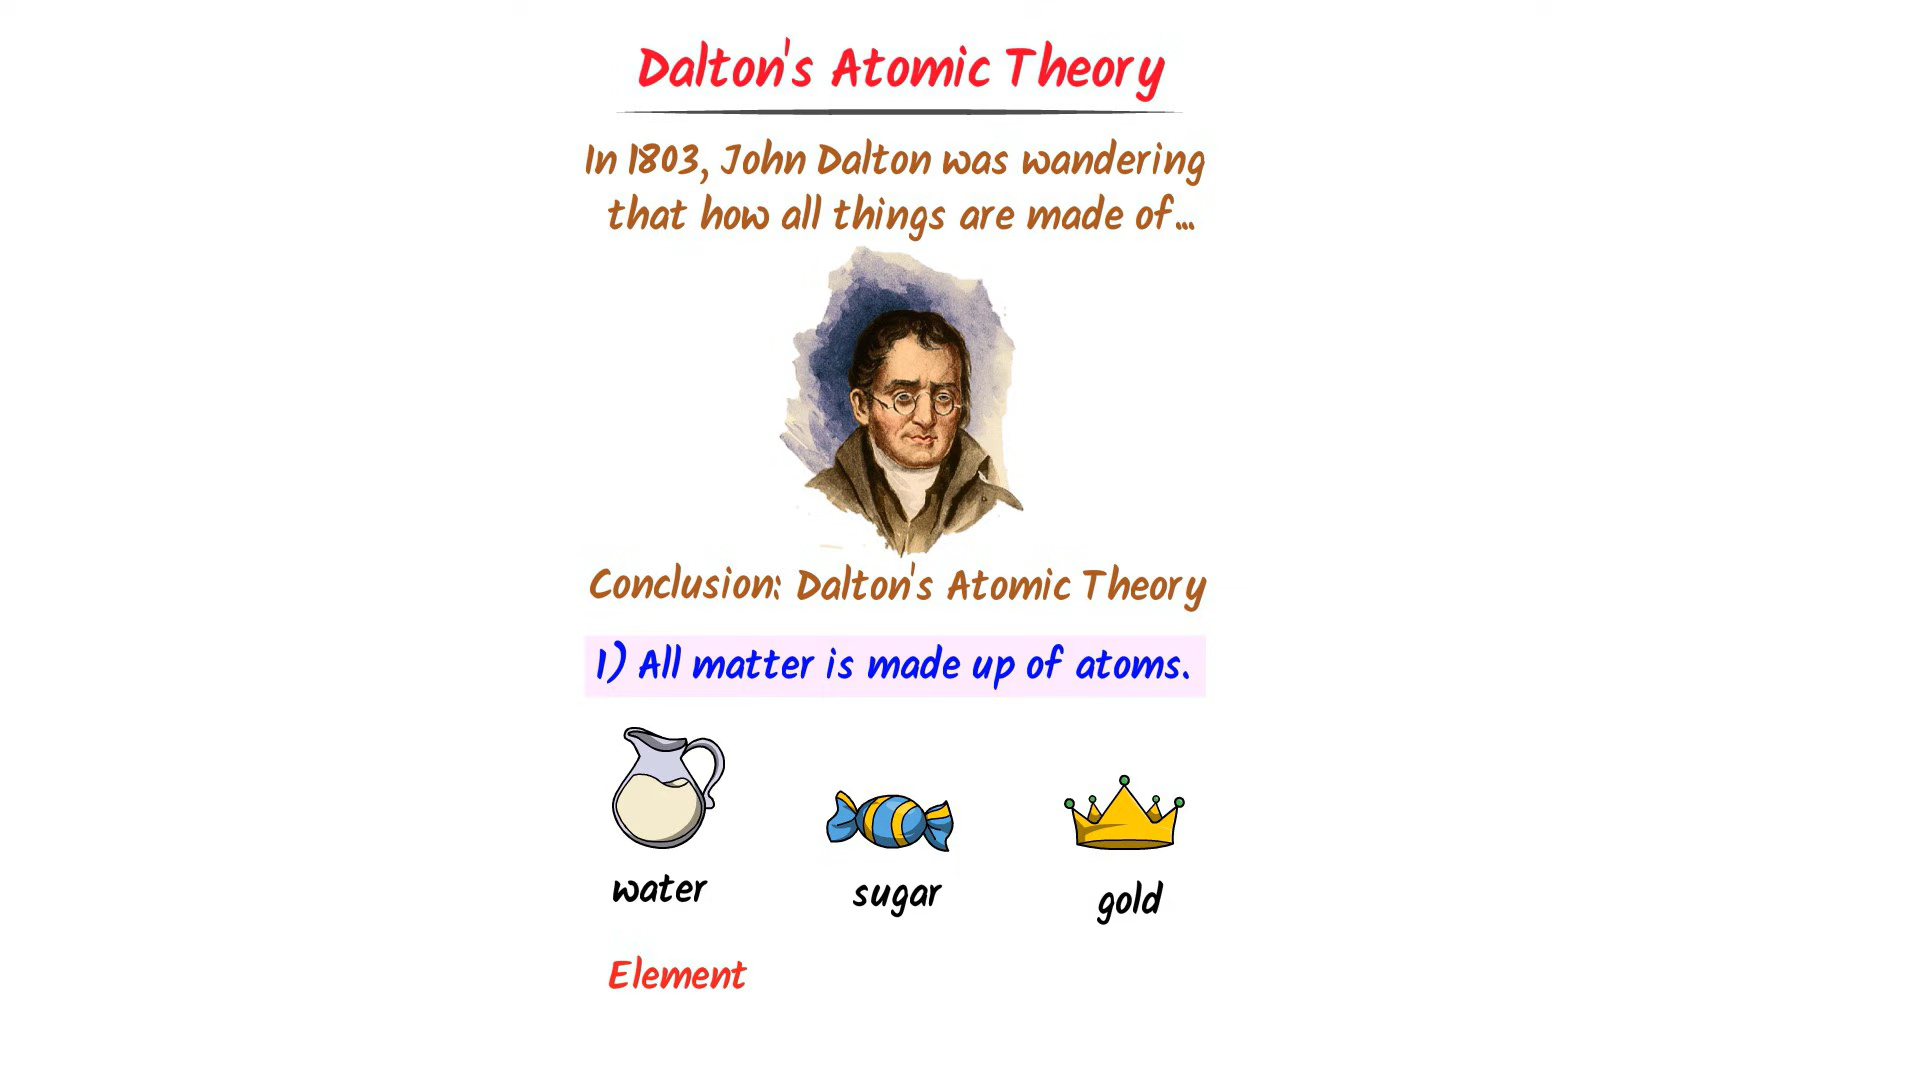 Dalton's Atomic Theory
In 1803, John Dalton was wandering
that how all things are made of...
Conclusion: Dalton's Atomic Theory
1) All matter is made up of atoms.
water sugar gold
Element